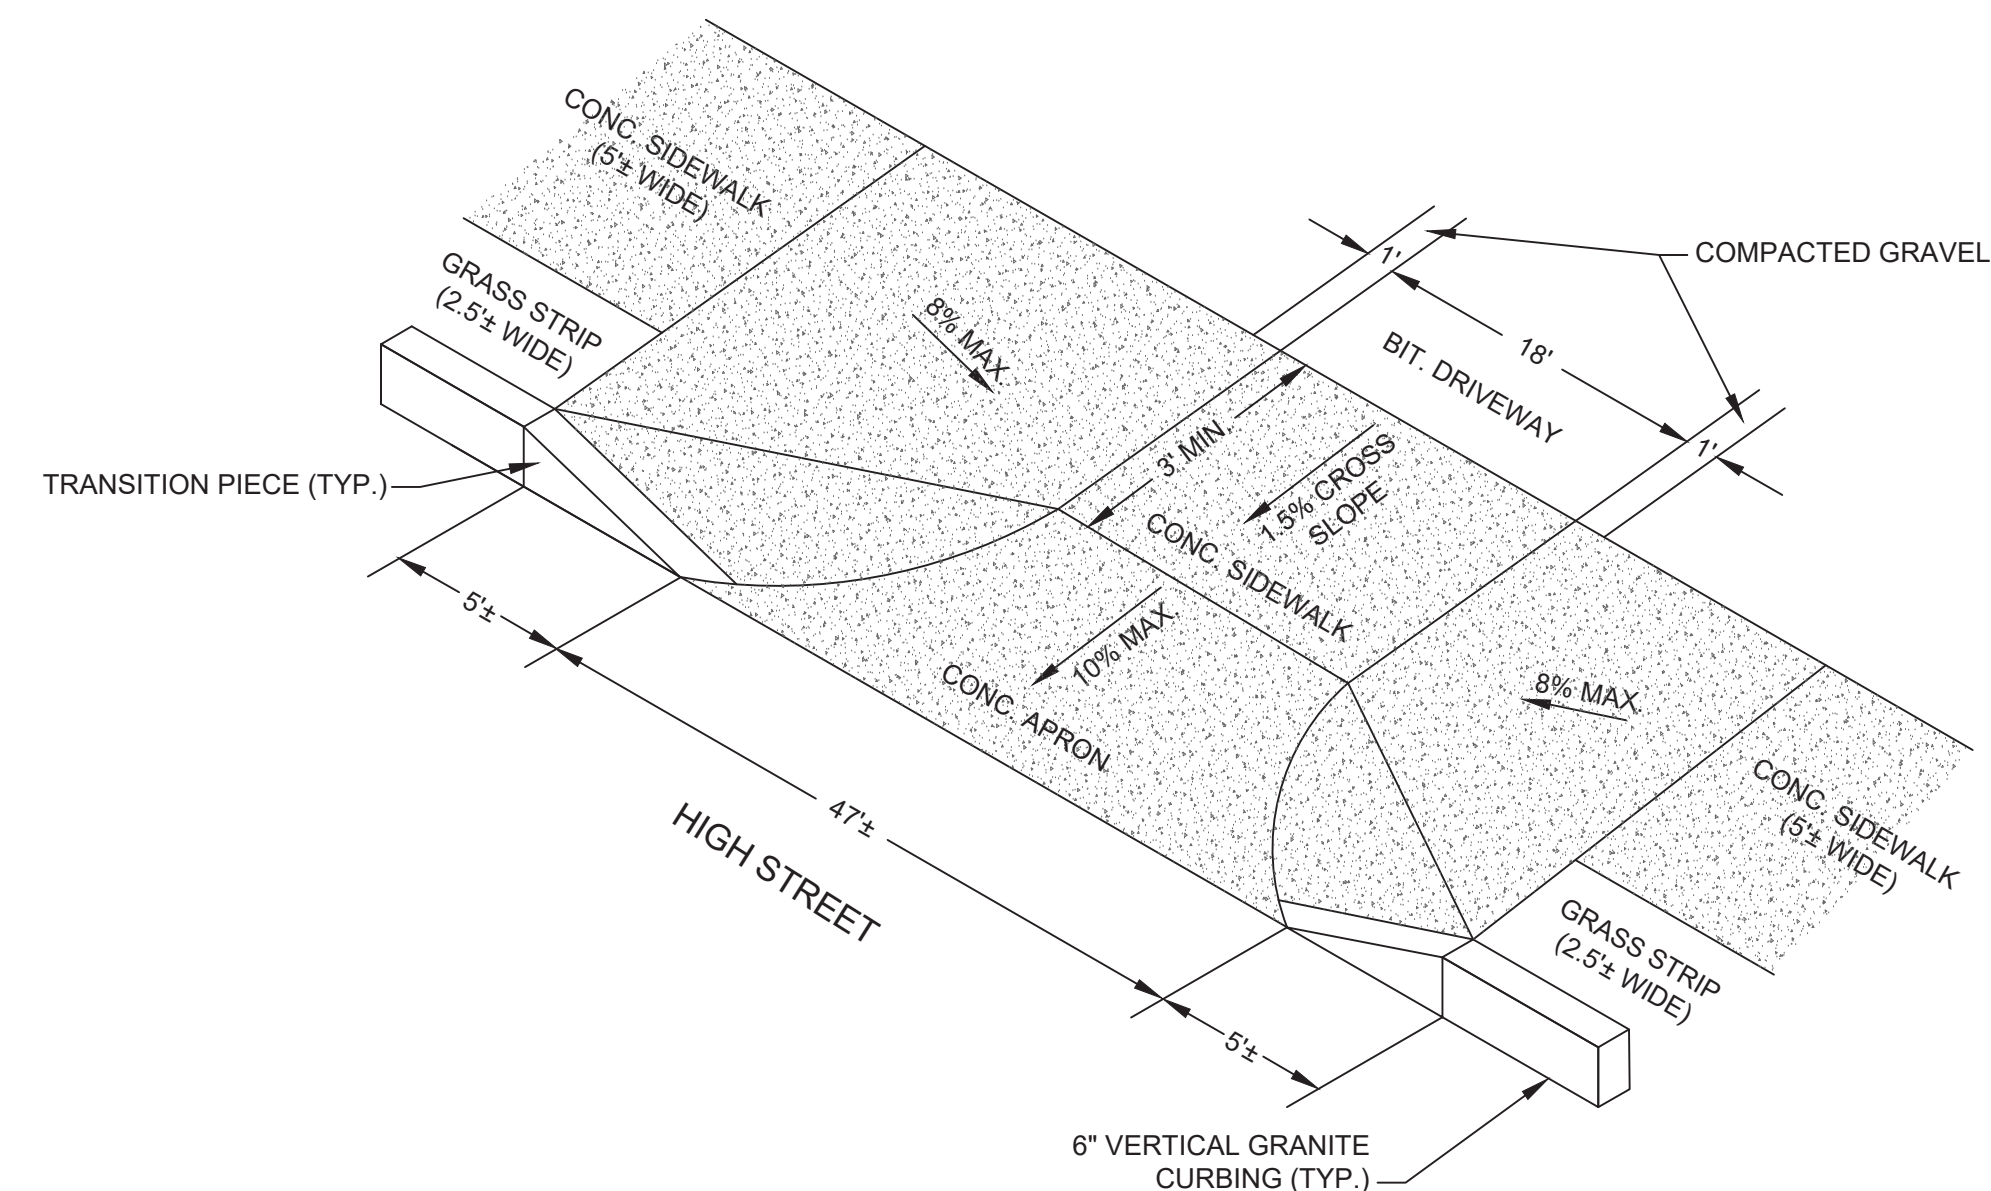 CONC. SIDEWALK
(5'± WIDE)
GRASS STRIP
(2.5'± WIDE)
8% MAX.
1'
COMPACTED GRAVEL
18'
BIT. DRIVEWAY
1'
3' MIN.
1.5% CROSS
SLOPE
CONC. SIDEWALK
TRANSITION PIECE (TYP.)
5'±
10% MAX.
CONC. APRON
8% MAX.
47'±
HIGH STREET
CONC. SIDEWALK
(5'± WIDE)
GRASS STRIP
(2.5'± WIDE)
5'±
6" VERTICAL GRANITE
CURBING (TYP.)